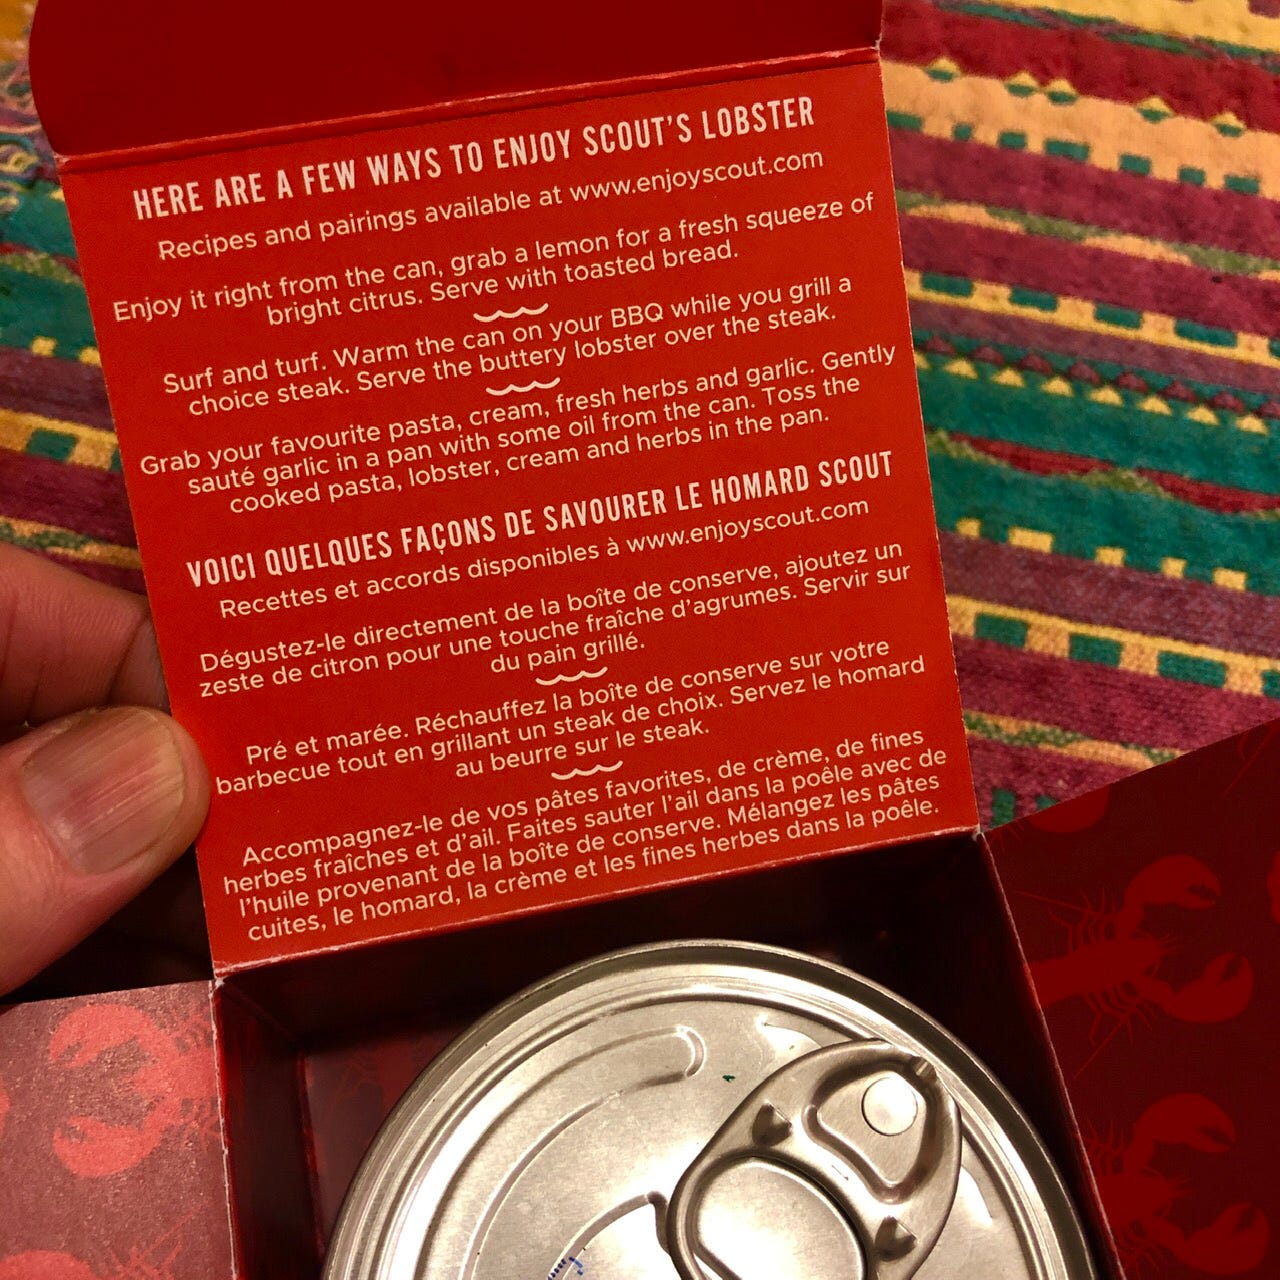 HERE ARE A FEW WAYS TO ENJOY SCOUT'S LOBSTER
Recipes and pairings available at www.enjoyscout.com
Enjoy it right from the can, grab a lemon for a fresh squeeze of
bright citrus. Serve with toasted bread.
Surf and turf. Warm the can on your BBQ while you grill a
choice steak. Serve the buttery lobster over the steak.
Grab your favourite pasta, cream, fresh herbs and garlic. Gently
sauté garlic in a pan with some oil from the can. Toss the
cooked pasta, lobster, cream and herbs in the pan.
VOICI QUELQUES FAÇONS DE SAVOURER LE HOMARD SCOUT
Recettes et accords disponibles à www.enjoyscout.com
Dégustez-le directement de la boîte de conserve, ajoutez un
zeste de citron pour une touche fraîche d'agrumes. Servir sur
du pain grillé.
Pré et marée. Réchauffez la boîte de conserve sur votre
barbecue tout en grillant un steak de choix. Servez le homard
au beurre sur le steak.
Accompagnez-le de vos pâtes favorites, de crème, de fines
herbes fraîches et d'ail. Faites sauter l'ail dans la poêle avec de
l'huile provenant de la boîte de conserve. Mélangez les pâtes
cuites, le homard, la crème et les fines herbes dans la poêle.